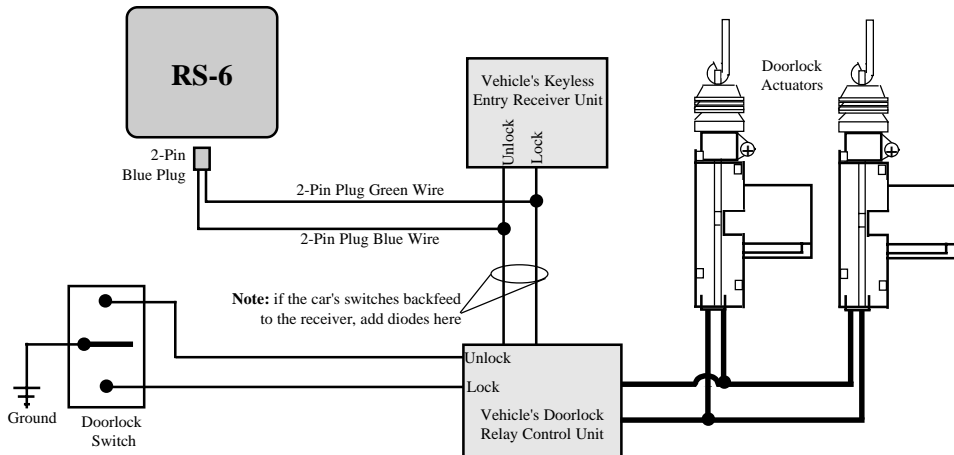 RS-6
2-Pin
Blue Plug
Vehicle's Keyless
Entry Receiver Unit
Unlock
Lock
Doorlock
Actuators
2-Pin Plug Green Wire
2-Pin Plug Blue Wire
Note: if the car's switches backfeed
to the receiver, add diodes here
Unlock
Lock
Vehicle's Doorlock
Relay Control Unit
Ground
Doorlock
Switch